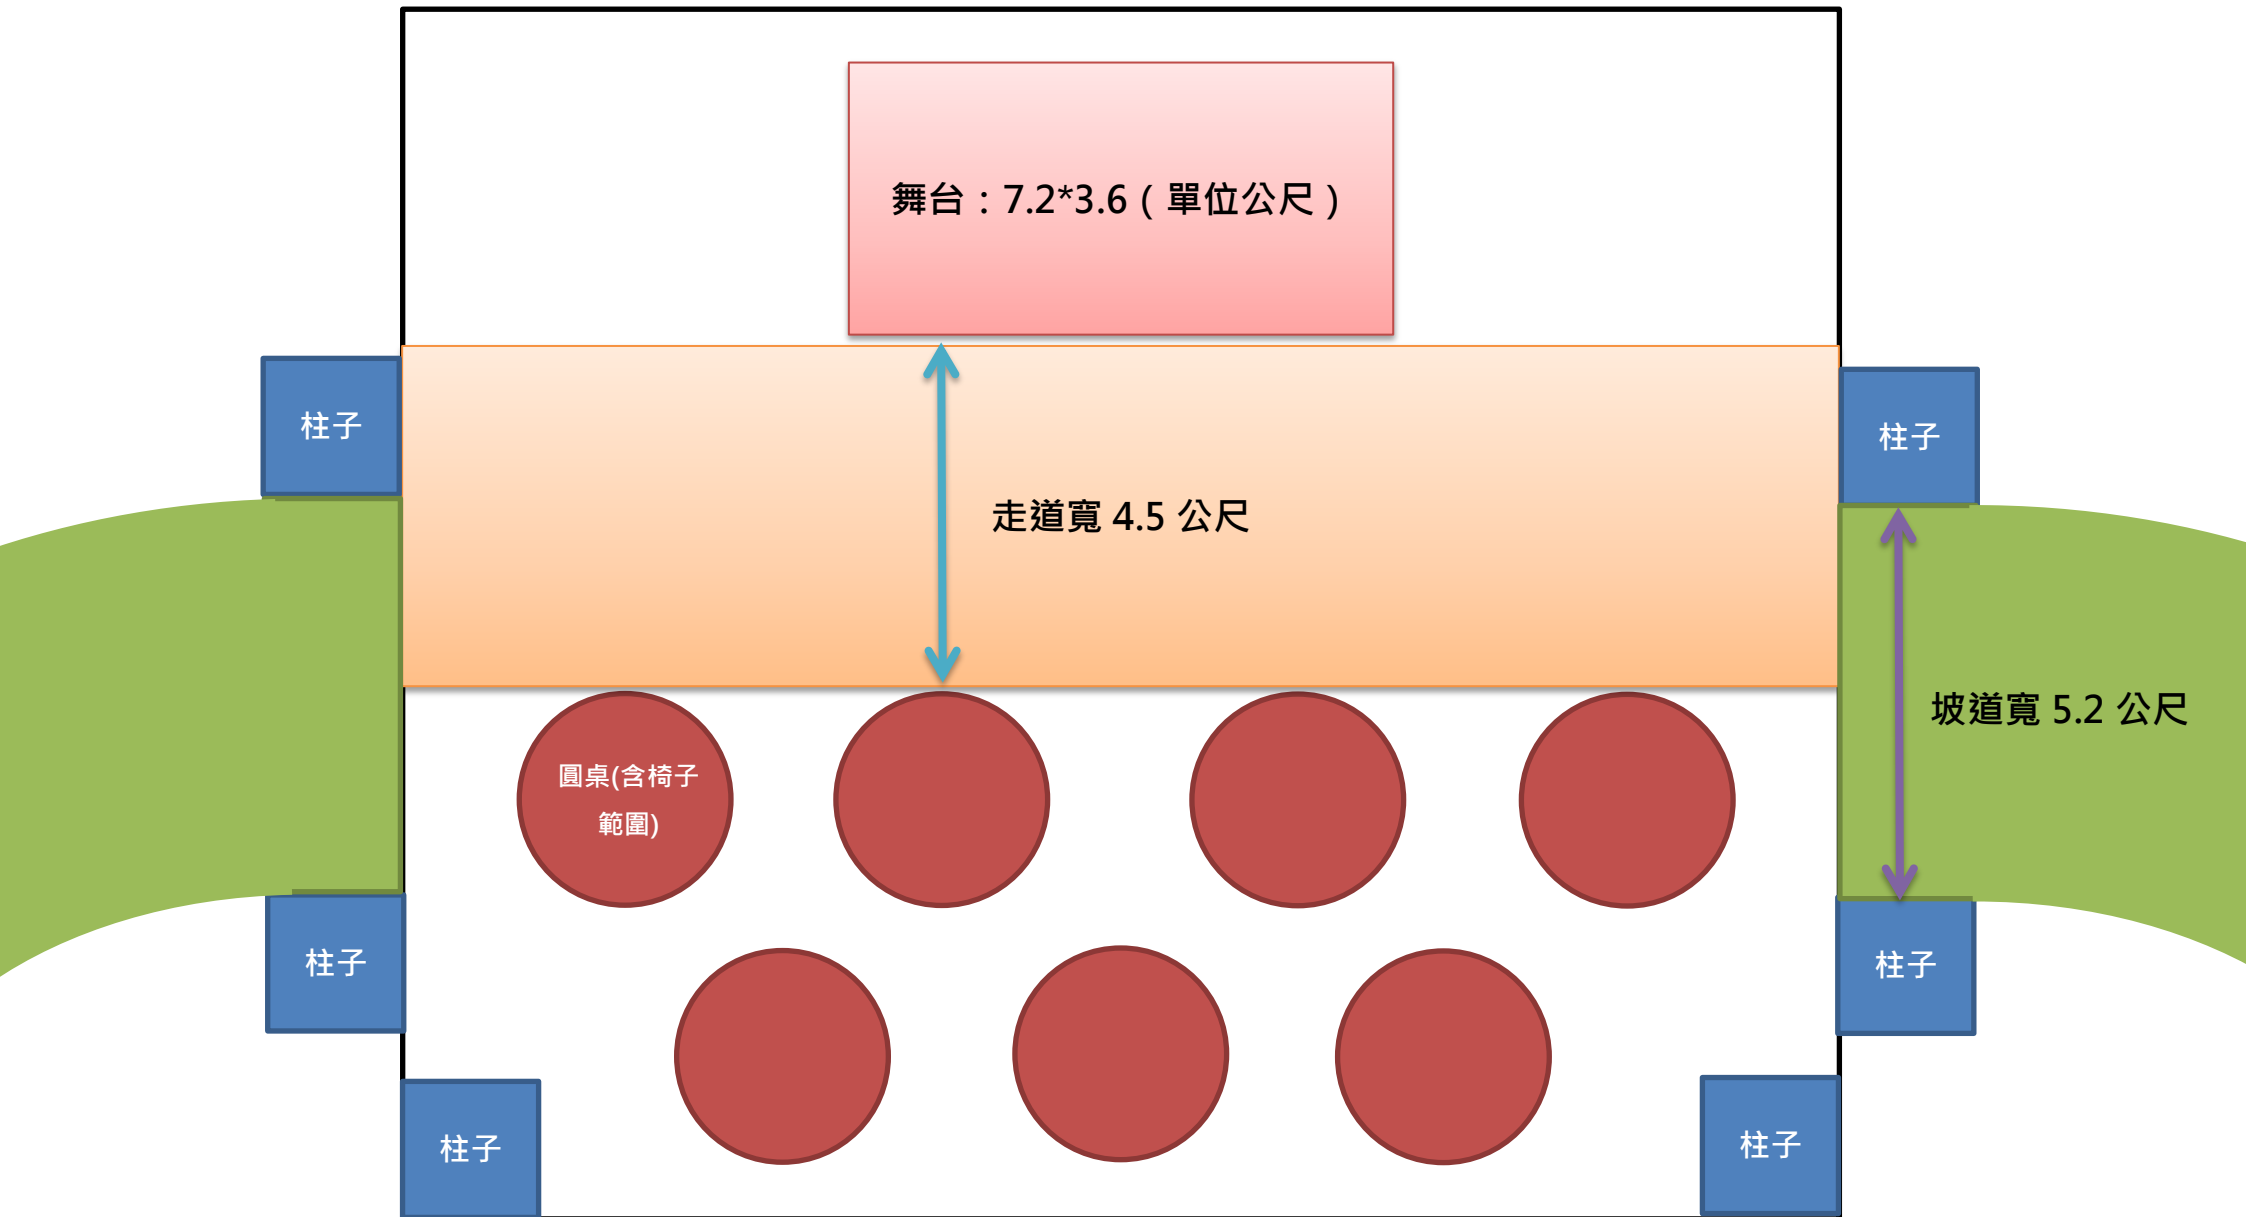 舞台：7.2*3.6（單位公尺）
柱子
柱子
走道寬 4.5 公尺
坡道寬 5.2 公尺
圓桌(含椅子
範圍)
柱子
柱子
柱子
柱子